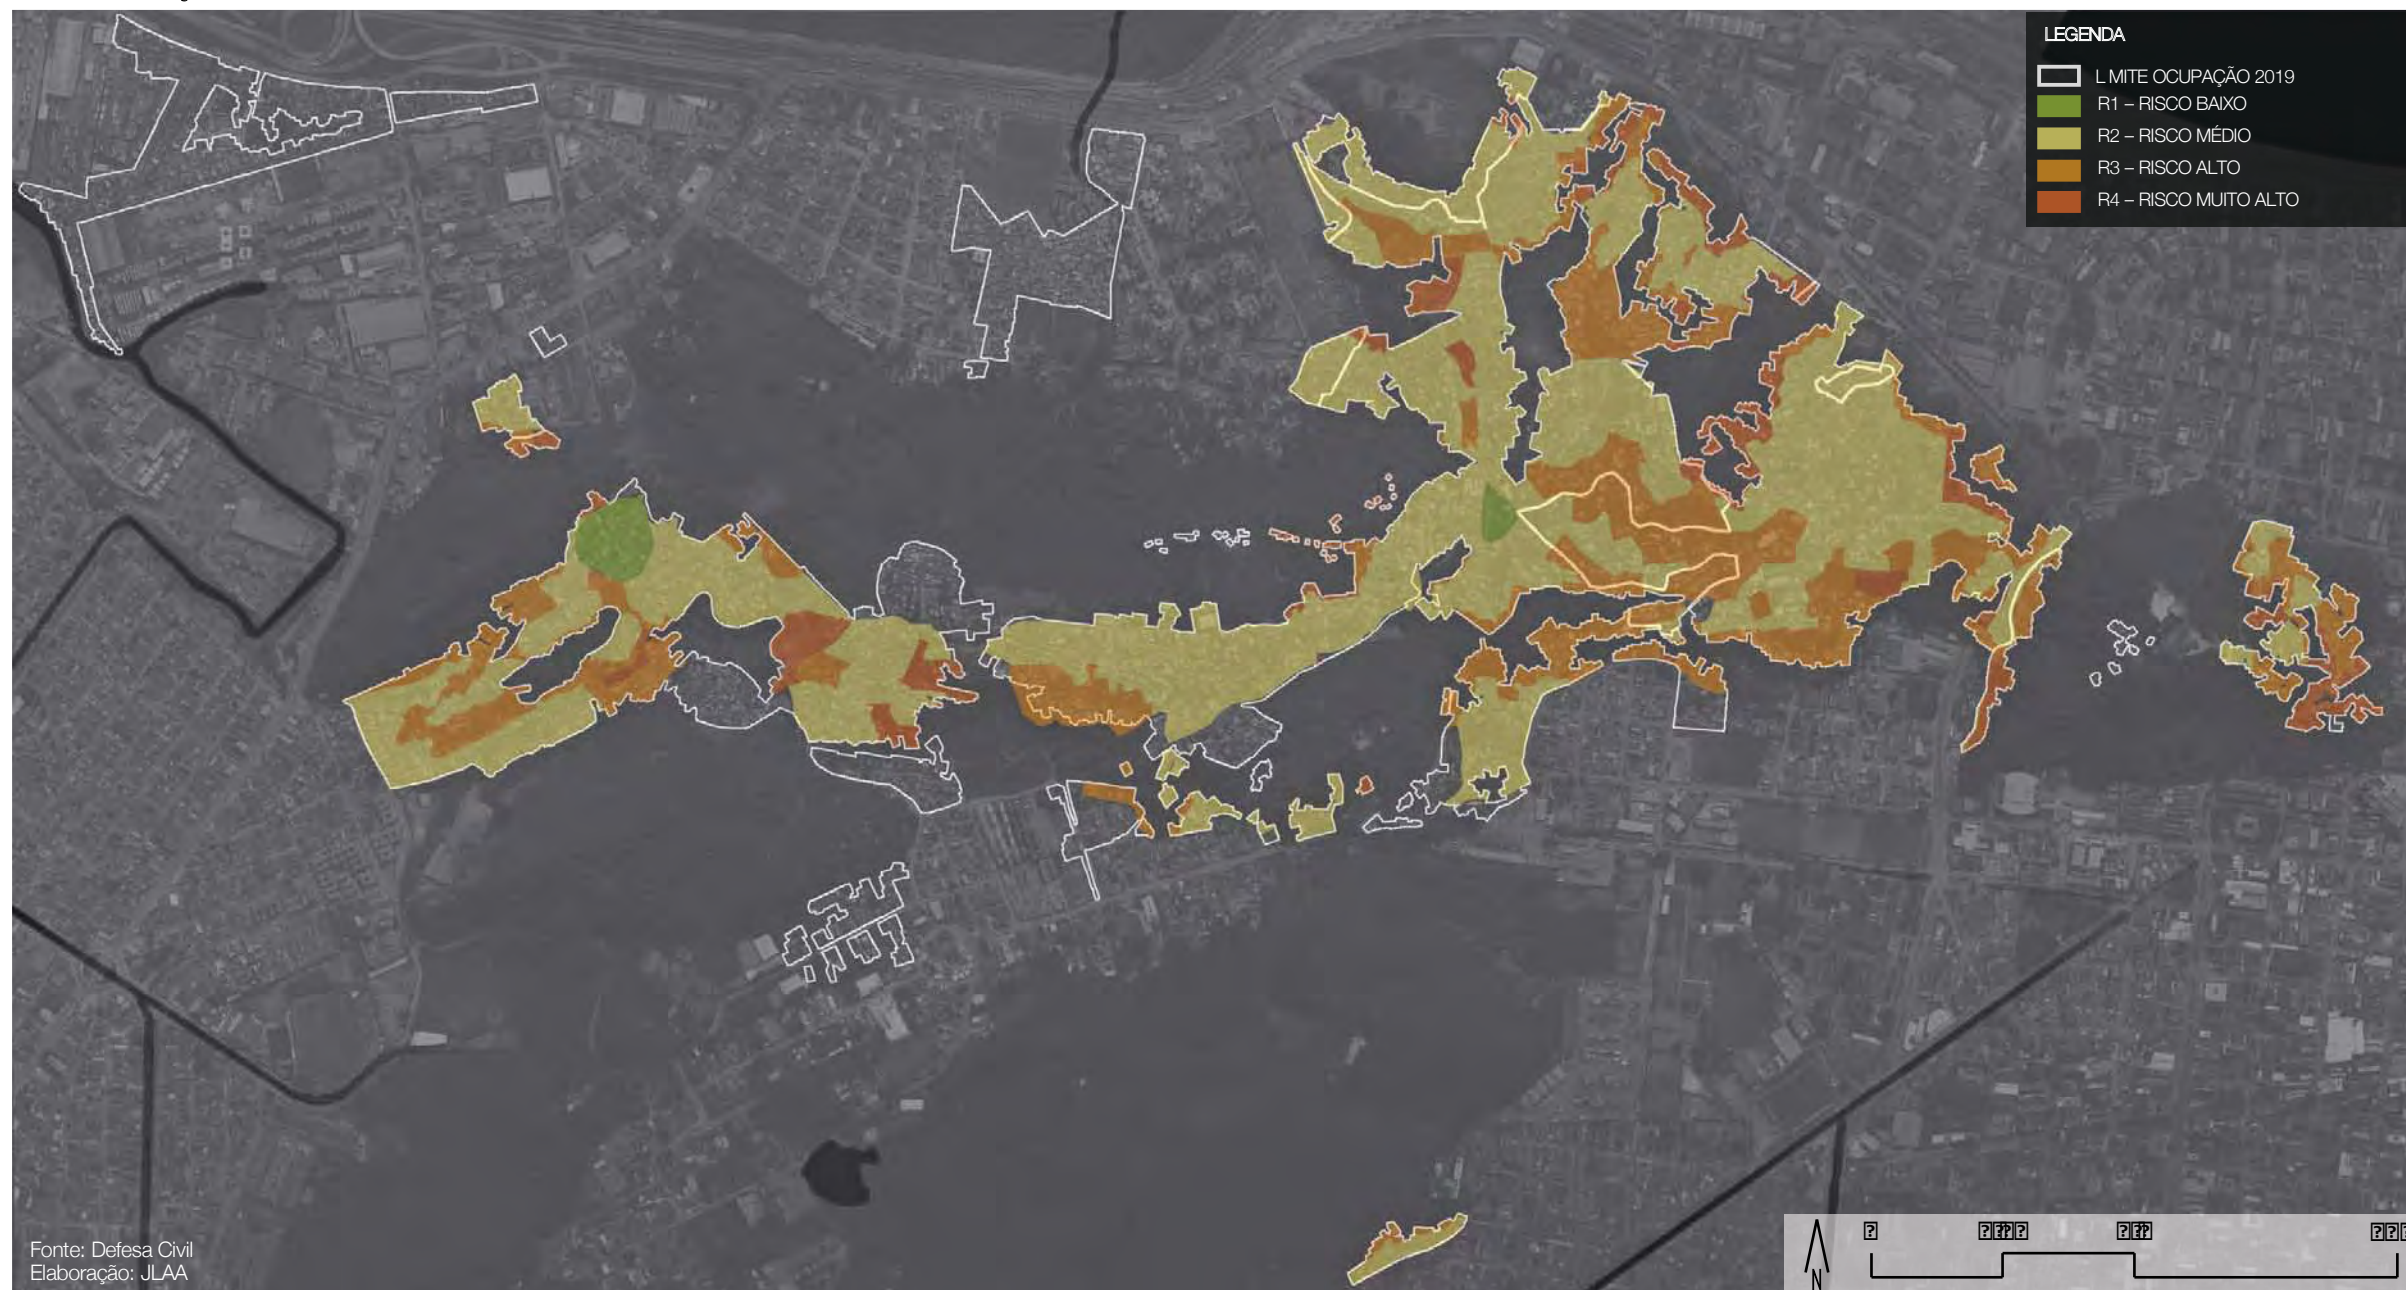 LEGENDA
L MITE OCUPAÇÃO 2019
R1 – RISCO BAIXO
R2 – RISCO MÉDIO
R3 – RISCO ALTO
R4 – RISCO MUITO ALTO
Fonte: Defesa Civil
Elaboração: JLAA
N